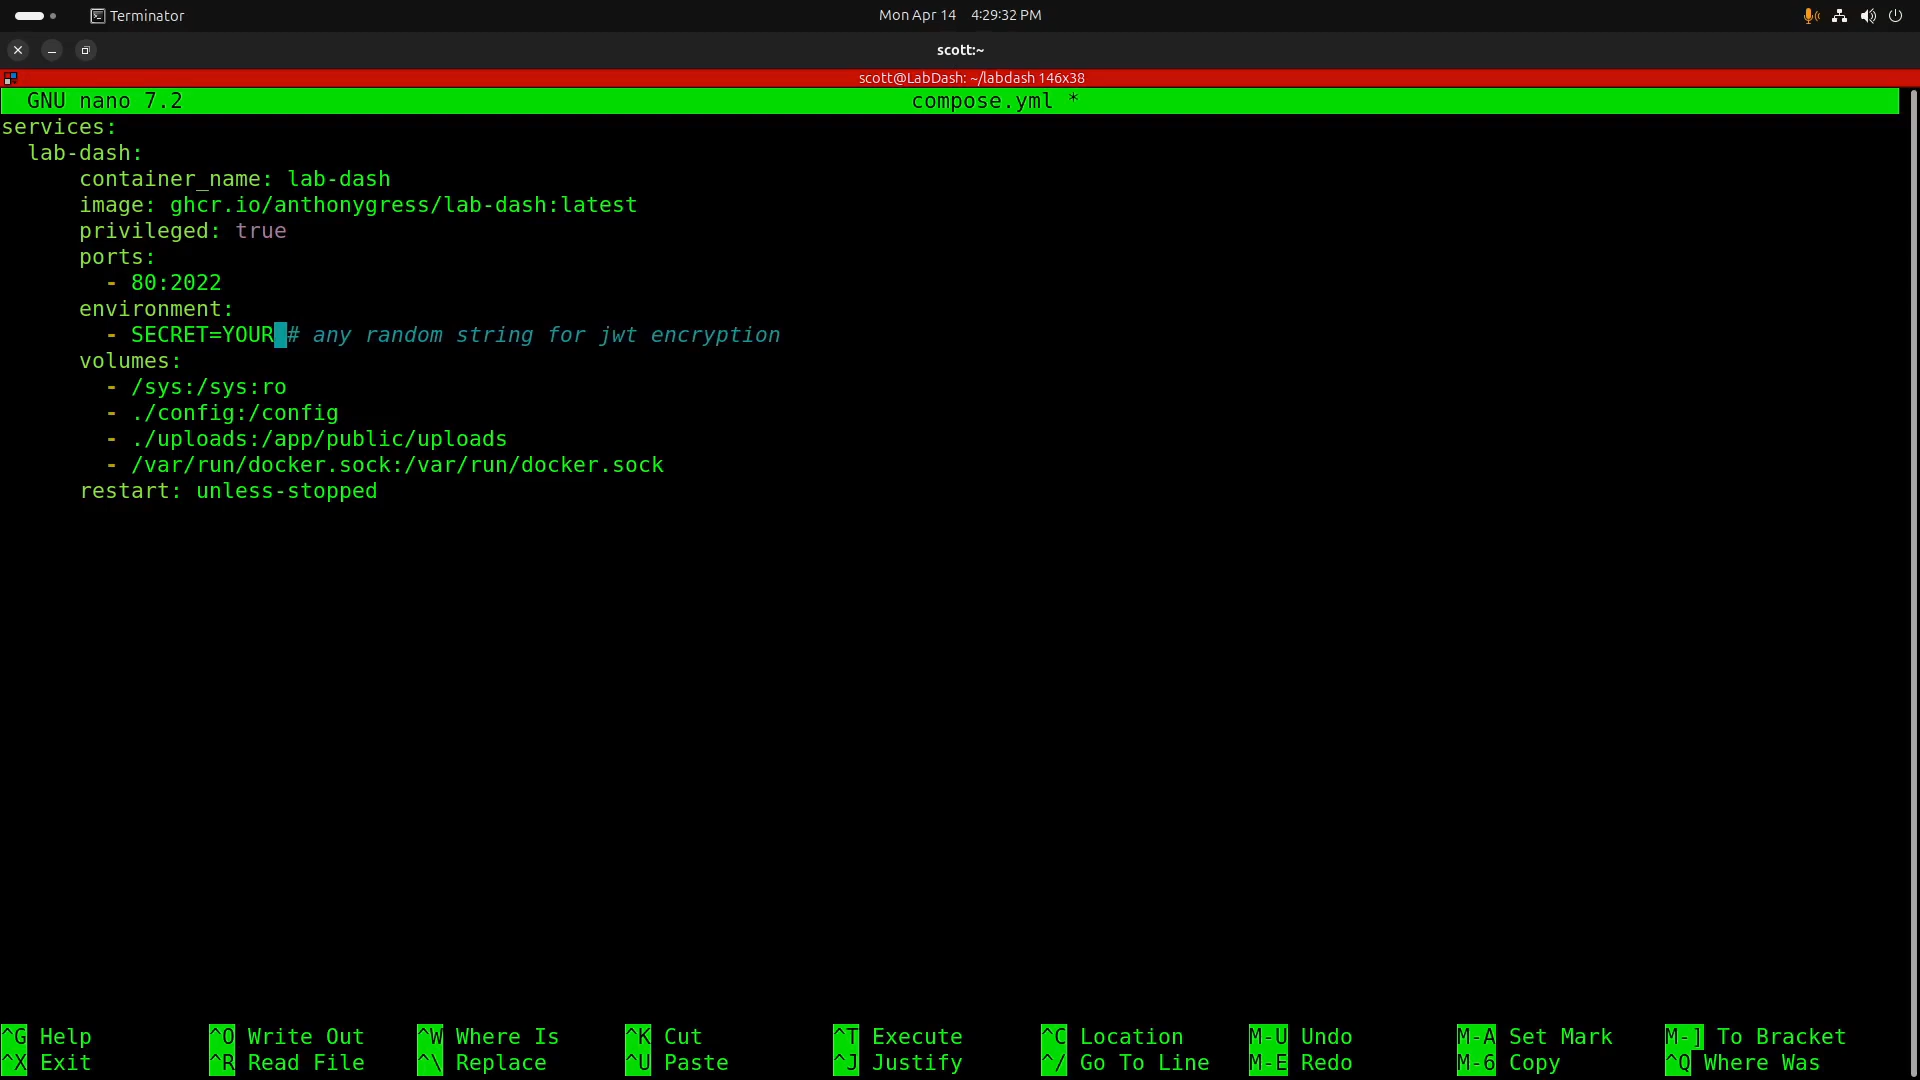 Terminator
Mon Apr 14 4:29:32 PM
scott:~
scott@LabDash: ~/labdash 146x38
GNU nano 7.2 compose.yml *
services:
  lab-dash:
      container_name: lab-dash
      image: ghcr.io/anthonygress/lab-dash:latest
      privileged: true
      ports:
        - 80:2022
      environment:
        - SECRET=YOUR # any random string for jwt encryption
      volumes:
        - /sys:/sys:ro
        - ./config:/config
        - ./uploads:/app/public/uploads
        - /var/run/docker.sock:/var/run/docker.sock
      restart: unless-stopped
^G Help ^O Write Out ^W Where Is ^K Cut ^T Execute ^C Location M-U Undo M-A Set Mark M-] To Bracket
^X Exit ^R Read File ^\ Replace ^U Paste ^J Justify ^/ Go To Line M-E Redo M-6 Copy ^Q Where Was